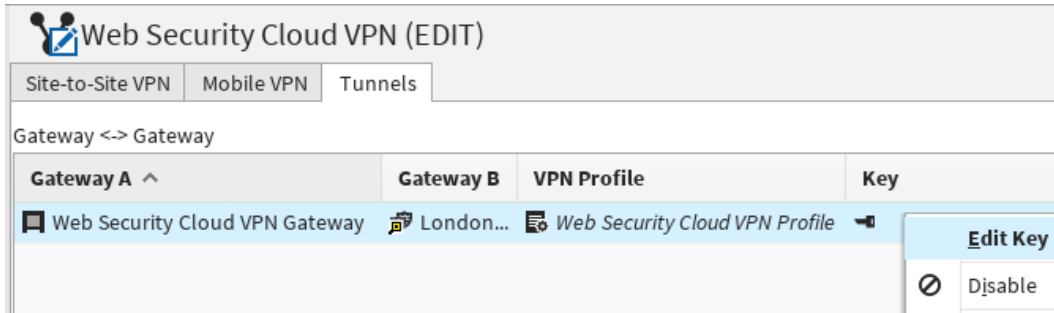 Web Security Cloud VPN (EDIT)
Site-to-Site VPN Mobile VPN Tunnels
Gateway <-> Gateway
Gateway A Gateway B VPN Profile Key
Web Security Cloud VPN Gateway London... Web Security Cloud VPN Profile
Edit Key
Disable